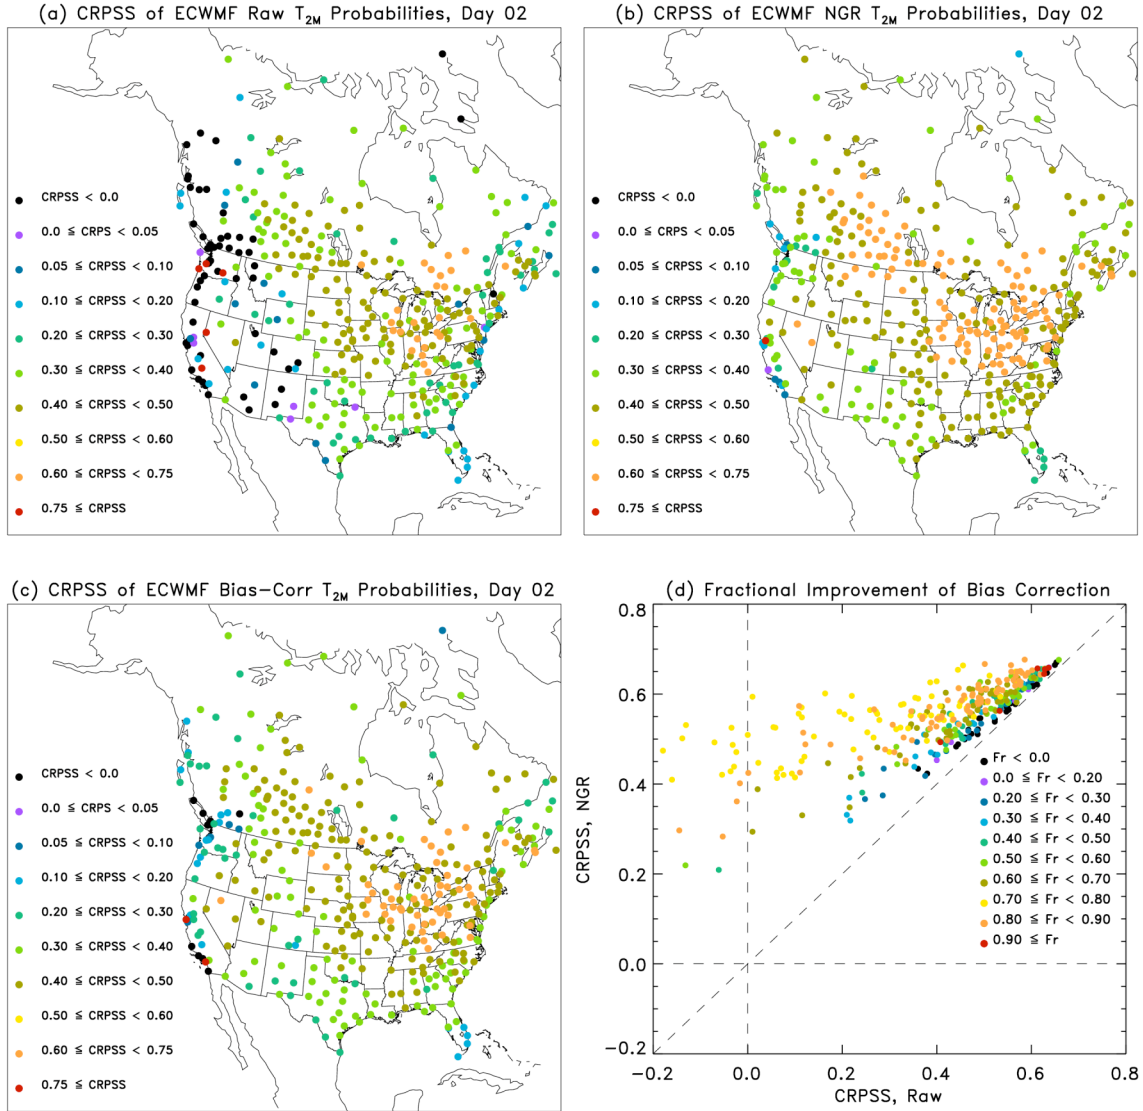 (a) CRPSS of ECWMF Raw T2M Probabilities, Day 02
CRPSS < 0.0
0.0 ≦ CRPS < 0.05
0.05 ≦ CRPSS < 0.10
0.10 ≦ CRPSS < 0.20
0.20 ≦ CRPSS < 0.30
0.30 ≦ CRPSS < 0.40
0.40 ≦ CRPSS < 0.50
0.50 ≦ CRPSS < 0.60
0.60 ≦ CRPSS < 0.75
0.75 ≦ CRPSS
(b) CRPSS of ECWMF NGR T2M Probabilities, Day 02
CRPSS < 0.0
0.0 ≦ CRPS < 0.05
0.05 ≦ CRPSS < 0.10
0.10 ≦ CRPSS < 0.20
0.20 ≦ CRPSS < 0.30
0.30 ≦ CRPSS < 0.40
0.40 ≦ CRPSS < 0.50
0.50 ≦ CRPSS < 0.60
0.60 ≦ CRPSS < 0.75
0.75 ≦ CRPSS
(c) CRPSS of ECWMF Bias-Corr T2M Probabilities, Day 02
CRPSS < 0.0
0.0 ≦ CRPS < 0.05
0.05 ≦ CRPSS < 0.10
0.10 ≦ CRPSS < 0.20
0.20 ≦ CRPSS < 0.30
0.30 ≦ CRPSS < 0.40
0.40 ≦ CRPSS < 0.50
0.50 ≦ CRPSS < 0.60
0.60 ≦ CRPSS < 0.75
0.75 ≦ CRPSS
(d) Fractional Improvement of Bias Correction
0.8
0.6
0.4
0.2
0.0
-0.2
CRPSS, NGR
Fr < 0.0
0.0 ≦ Fr < 0.20
0.20 ≦ Fr < 0.30
0.30 ≦ Fr < 0.40
0.40 ≦ Fr < 0.50
0.50 ≦ Fr < 0.60
0.60 ≦ Fr < 0.70
0.70 ≦ Fr < 0.80
0.80 ≦ Fr < 0.90
0.90 ≦ Fr
-0.2 0.0 0.2 0.4 0.6 0.8
CRPSS, Raw